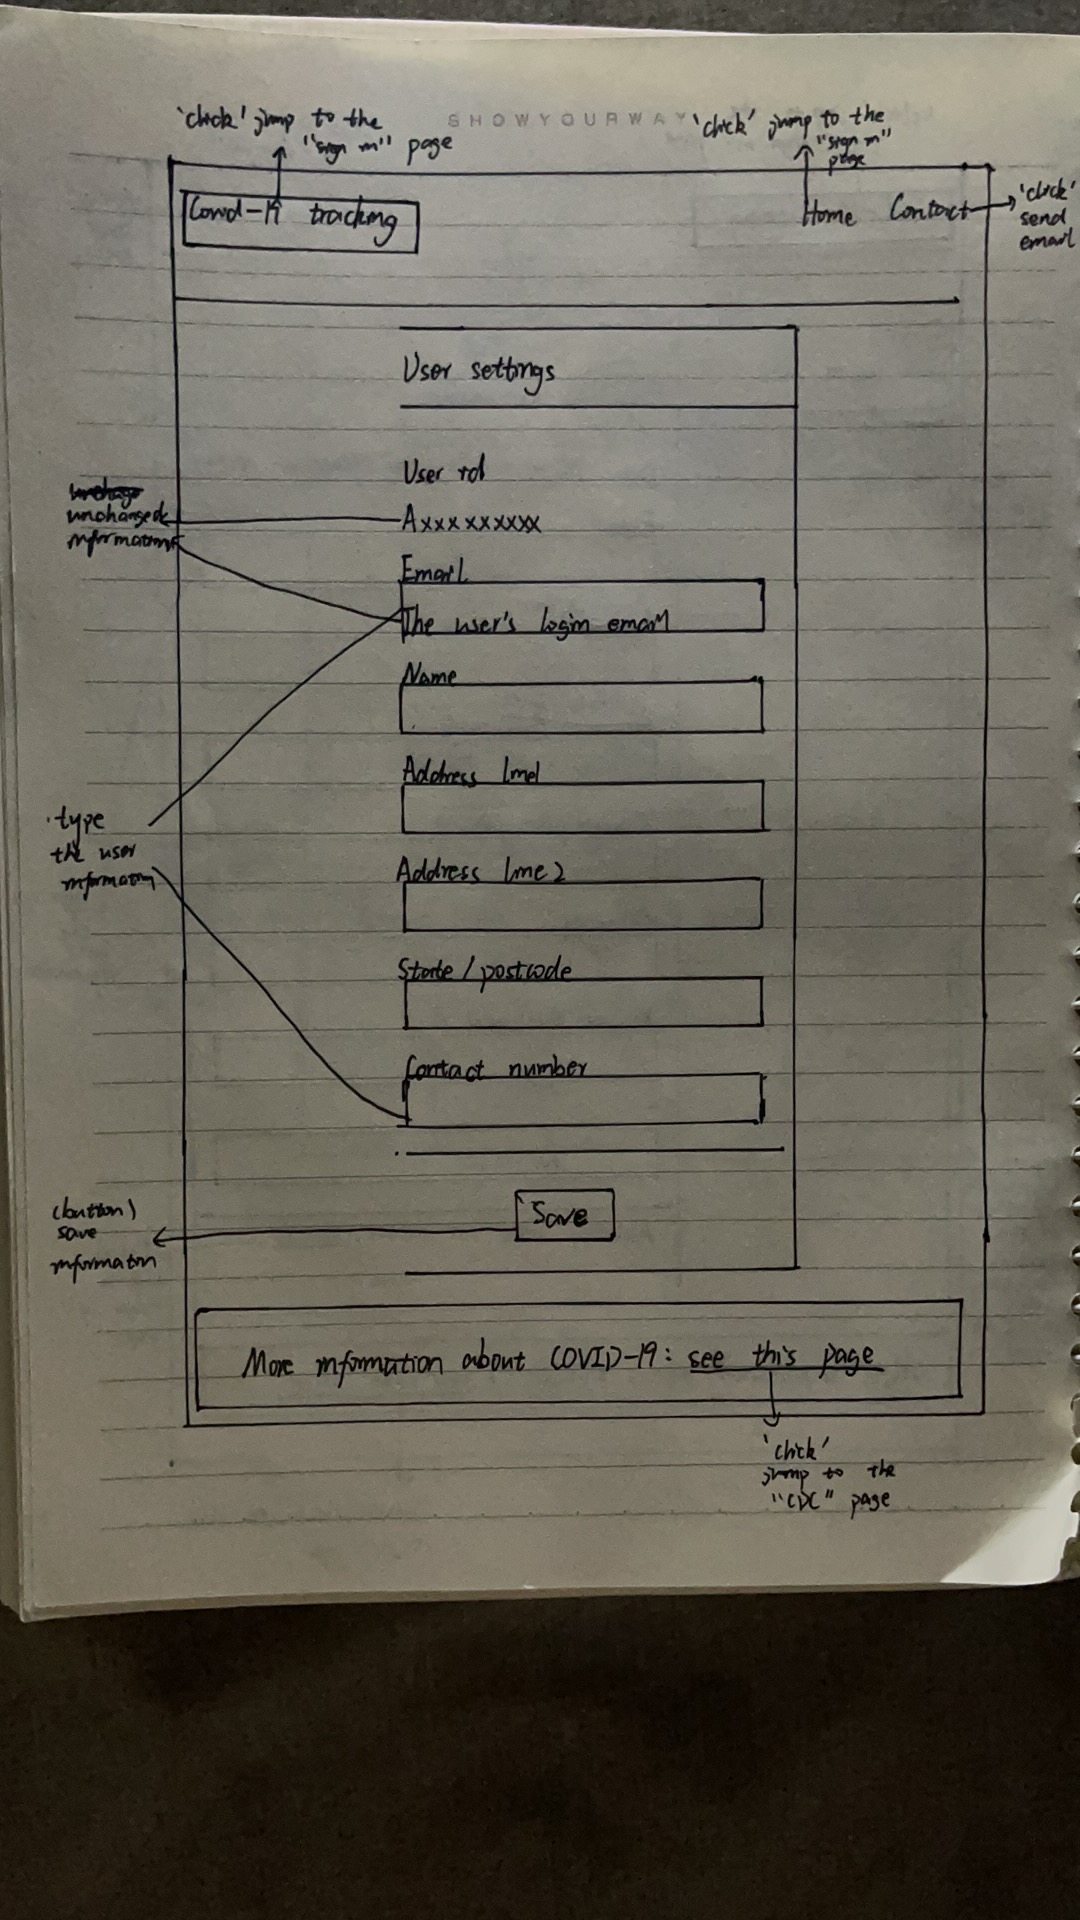 SHOWYOURWAY
'click' jump to the
"sign in" page
'click' jump to the
"sign in"
page
Covid-19 tracking
Home
Contact
'click'
send
email
User settings
User id
unchanged
information
Axxxxxxxxx
Email
The user's login email
Name
Address line1
type
the user
information
Address line2
State / postcode
Contact number
(button)
save
information
Save
More information about COVID-19: see this page
'click'
jump to the
"CDC" page